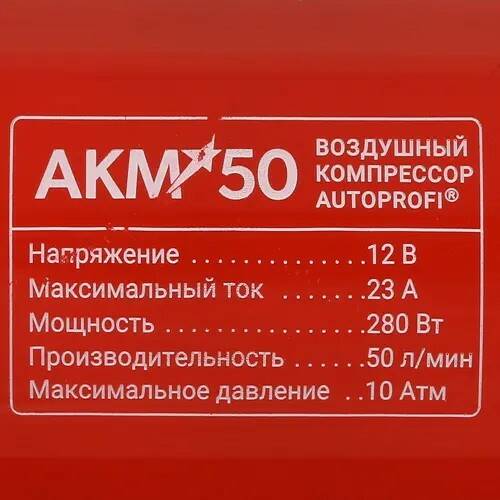 АКМ 50
ВОЗДУШНЫЙ
КОМПРЕССОР
AUTOPROFI®
Напряжение ................... 12 В
Максимальный ток ...... 23 А
Мощность .................... 280 Вт
Производительность .... 50 л/мин
Максимальное давление .. 10 Атм